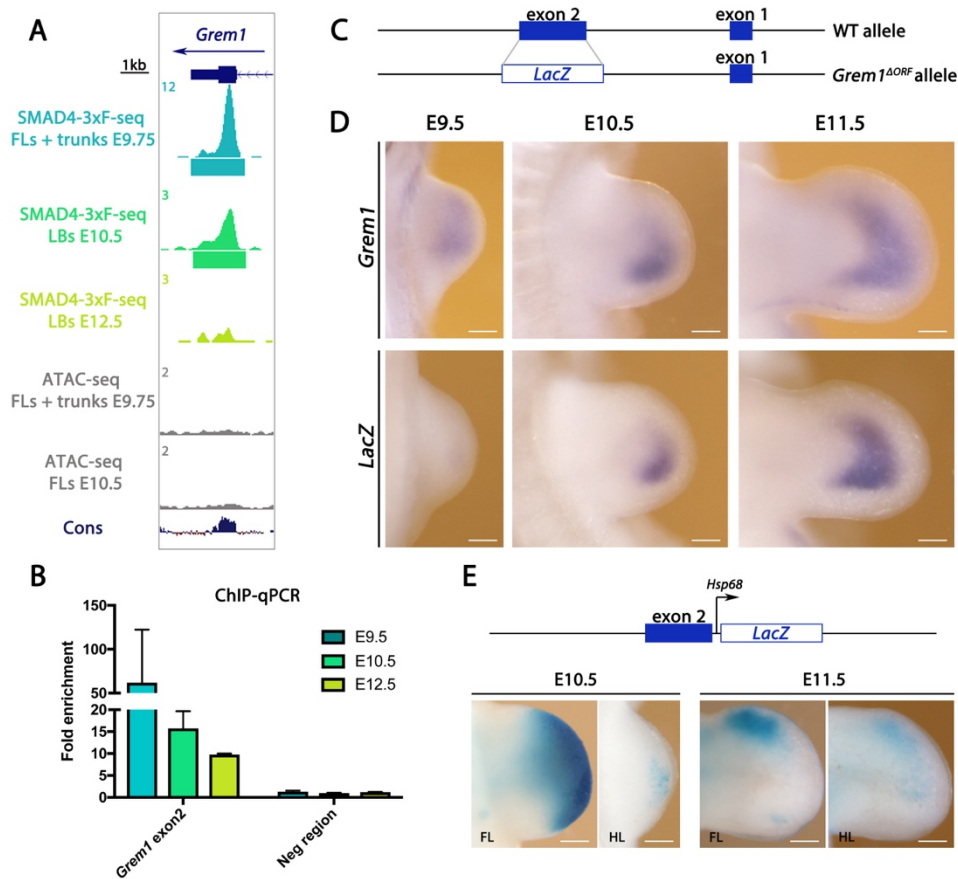 A
Grem1
1kb
12
SMAD4-3xF-seq
FLs + trunks E9.75
3
SMAD4-3xF-seq
LBs E10.5
3
SMAD4-3xF-seq
LBs E12.5
2
ATAC-seq
FLs + trunks E9.75
2
ATAC-seq
FLs E10.5
Cons
B
ChIP-qPCR
Fold enrichment
150
100
50
20
15
10
5
0
E9.5
E10.5
E12.5
Grem1 exon2
Neg region
C
exon 2
exon 1
WT allele
LacZ
exon 1
Grem1ΔORF allele
D
E9.5
E10.5
E11.5
Grem1
LacZ
E
Hsp68
exon 2
LacZ
E10.5
E11.5
FL
HL
FL
HL